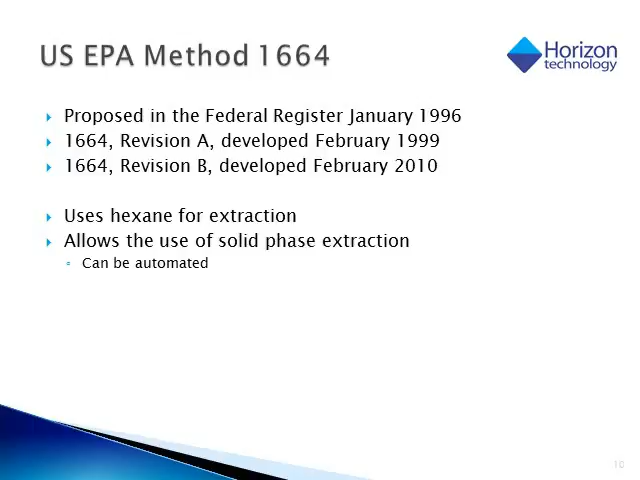 US EPA Method 1664
Horizon
technology
Proposed in the Federal Register January 1996
1664, Revision A, developed February 1999
1664, Revision B, developed February 2010
Uses hexane for extraction
Allows the use of solid phase extraction
Can be automated
10